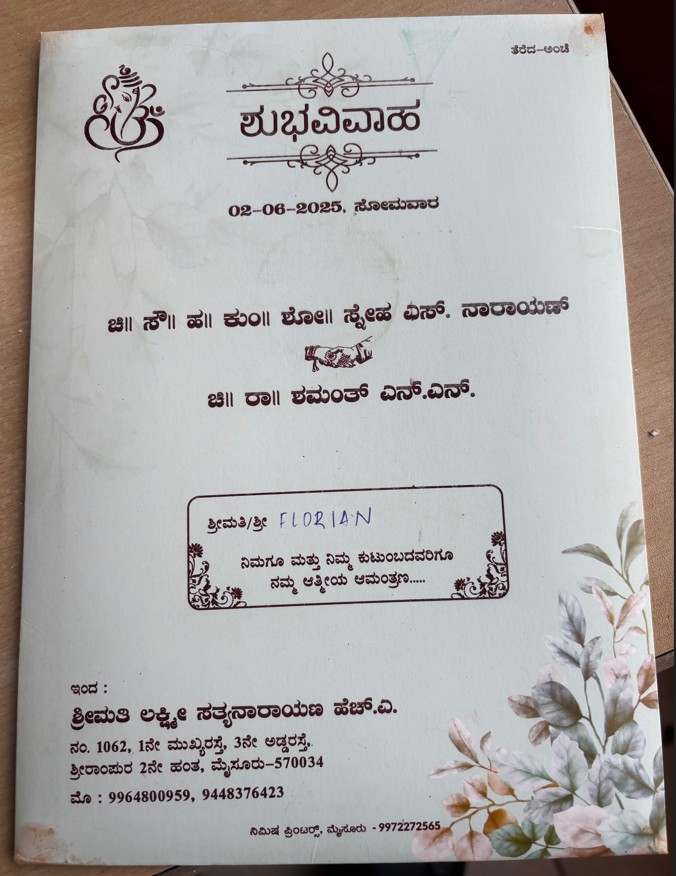 ತೆರೆದ-ಅಂಚೆ
ಶುಭವಿವಾಹ
02-06-2025, ಸೋಮವಾರ
ಚಿ॥ ಸೌ॥ ಹ॥ ಕುಂ॥ ಶೋ॥ ಸ್ನೇಹ ಎಸ್. ನಾರಾಯಣ್
ಚಿ॥ ರಾ॥ ಶಮಂತ್ ಎನ್.ಎನ್.
ಶ್ರೀಮತಿ/ಶ್ರೀ FLORIAN
ನಿಮಗೂ ಮತ್ತು ನಿಮ್ಮ ಕುಟುಂಬದವರಿಗೂ
ನಮ್ಮ ಆತ್ಮೀಯ ಆಮಂತ್ರಣ.....
ಇಂದ :
ಶ್ರೀಮತಿ ಲಕ್ಷ್ಮೀ ಸತ್ಯನಾರಾಯಣ ಹೆಚ್.ಎ.
ನಂ. 1062, 1ನೇ ಮುಖ್ಯರಸ್ತೆ, 3ನೇ ಅಡ್ಡರಸ್ತೆ,
ಶ್ರೀರಾಂಪುರ 2ನೇ ಹಂತ, ಮೈಸೂರು-570034
ಮೊ : 9964800959, 9448376423
ನಿಮಿಷ ಪ್ರಿಂಟರ್ಸ್, ಮೈಸೂರು - 9972272565